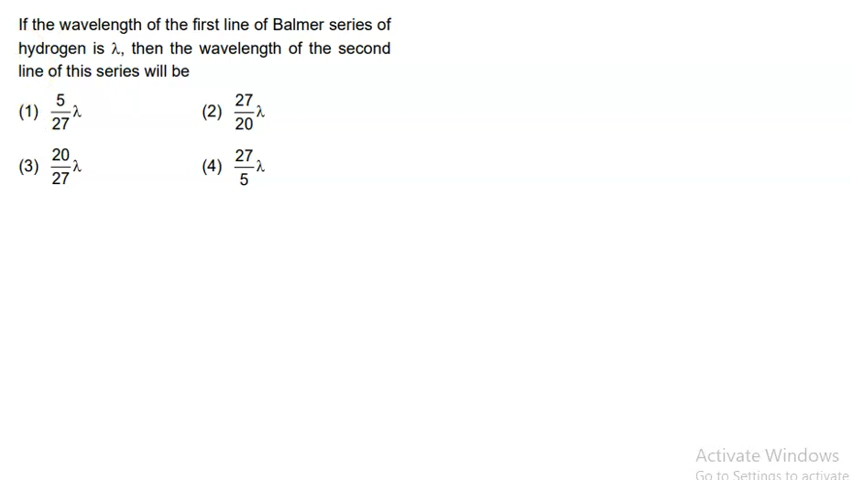 If the wavelength of the first line of Balmer series of
hydrogen is λ, then the wavelength of the second
line of this series will be
(1) 5/27 λ (2) 27/20 λ
(3) 20/27 λ (4) 27/5 λ
Activate Windows
Go to Settings to activate